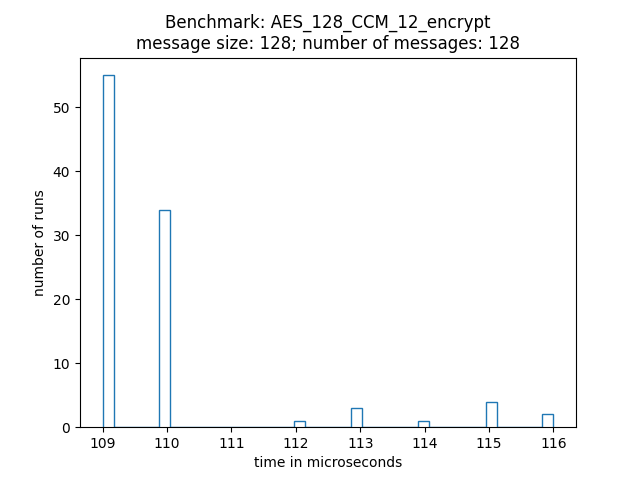 Benchmark: AES_128_CCM_12_encrypt
message size: 128; number of messages: 128
number of runs
50
40
30
20
10
0
109 110 111 112 113 114 115 116
time in microseconds